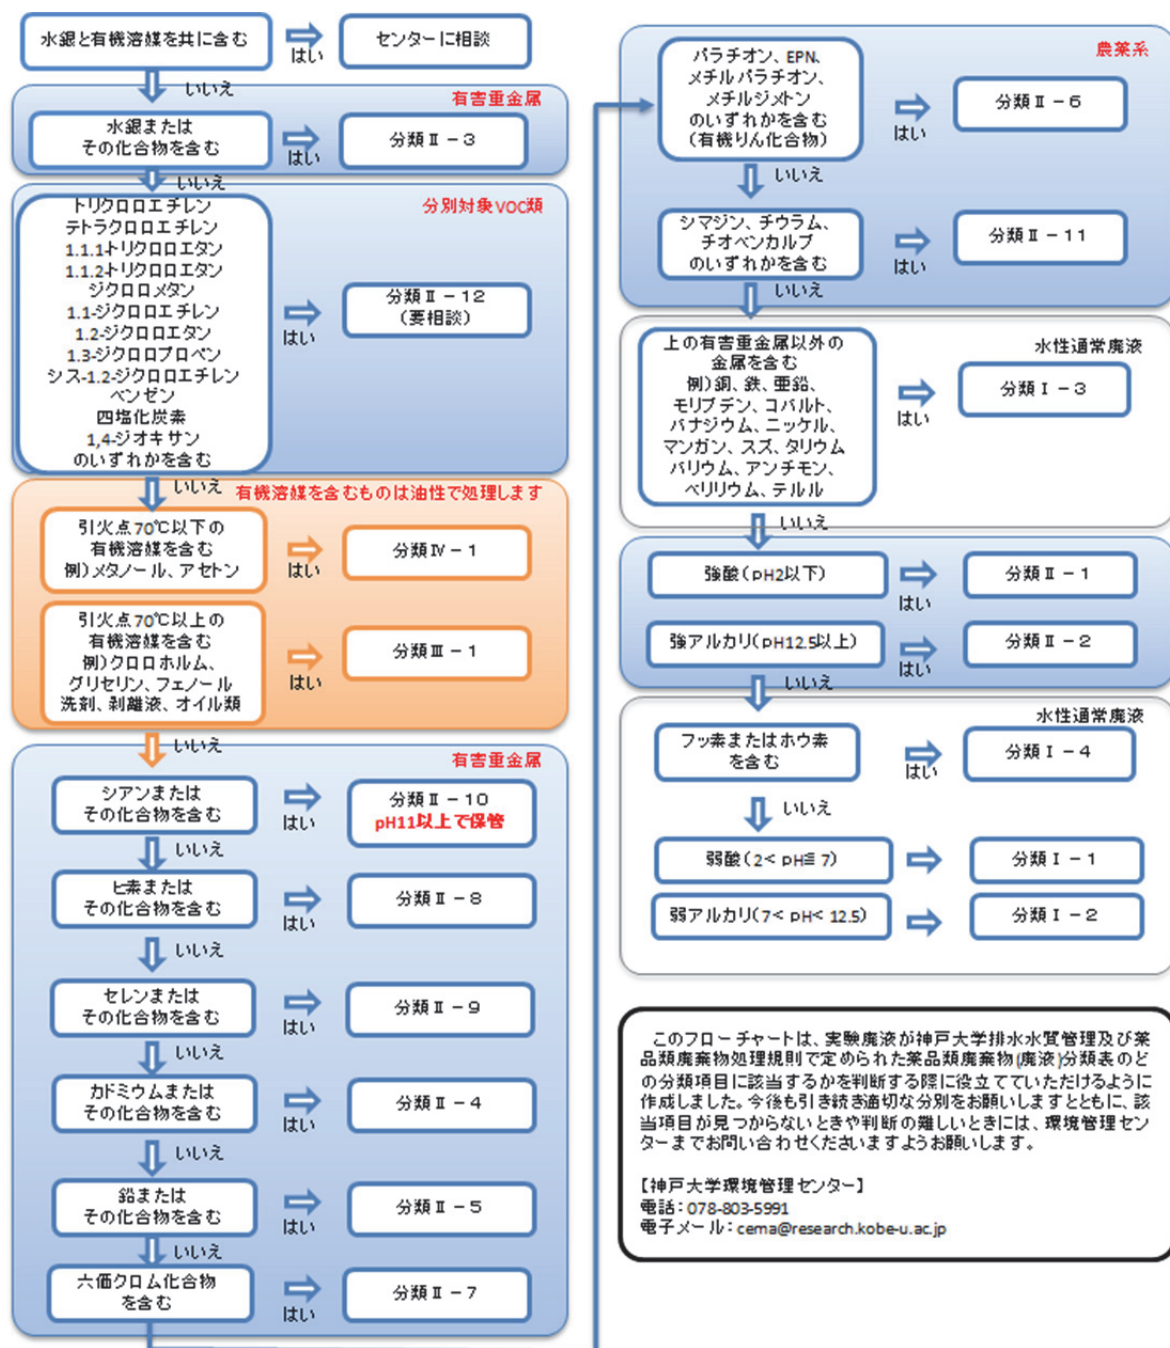 水銀と有機溶媒を共に含む
はい
センターに相談
いいえ
有害重金属
水銀または
その化合物を含む
はい
分類Ⅱ－3
いいえ
分別対象VOC類
トリクロロエチレン
テトラクロロエチレン
1.1.1トリクロロエタン
1.1.2トリクロロエタン
ジクロロメタン
1.1-ジクロロエチレン
1.2-ジクロロエタン
1.3-ジクロロプロペン
シス-1.2-ジクロロエチレン
ベンゼン
四塩化炭素
1,4-ジオキサン
のいずれかを含む
はい
分類Ⅱ－12
（要相談）
いいえ
有機溶媒を含むものは油性で処理します
引火点70℃以下の
有機溶媒を含む
例）メタノール、アセトン
はい
分類Ⅳ－1
引火点70℃以上の
有機溶媒を含む
例）クロロホルム、
グリセリン、フェノール
洗剤、剥離液、オイル類
はい
分類Ⅲ－1
いいえ
有害重金属
シアンまたは
その化合物を含む
はい
分類Ⅱ－10
pH11以上で保管
いいえ
ヒ素または
その化合物を含む
はい
分類Ⅱ－8
いいえ
セレンまたは
その化合物を含む
はい
分類Ⅱ－9
いいえ
カドミウムまたは
その化合物を含む
はい
分類Ⅱ－4
いいえ
鉛または
その化合物を含む
はい
分類Ⅱ－5
いいえ
六価クロム化合物
を含む
はい
分類Ⅱ－7
農薬系
パラチオン、EPN、
メチルパラチオン、
メチルジメトン
のいずれかを含む
（有機りん化合物）
はい
分類Ⅱ－6
いいえ
シマジン、チウラム、
チオベンカルブ
のいずれかを含む
はい
分類Ⅱ－11
いいえ
水性通常廃液
上の有害重金属以外の
金属を含む
例）銅、鉄、亜鉛、
モリブデン、コバルト、
バナジウム、ニッケル、
マンガン、スズ、タリウム
バリウム、アンチモン、
ベリリウム、テルル
はい
分類Ⅰ－3
いいえ
強酸（pH2以下）
はい
分類Ⅱ－1
強アルカリ（pH12.5以上）
はい
分類Ⅱ－2
いいえ
水性通常廃液
フッ素またはホウ素
を含む
はい
分類Ⅰ－4
いいえ
弱酸（2＜pH≦7）
分類Ⅰ－1
弱アルカリ（7＜pH＜12.5）
分類Ⅰ－2
このフローチャートは、実験廃液が神戸大学排水水質管理及び薬
品類廃棄物処理規則で定められた薬品類廃棄物(廃液)分類表のど
の分類項目に該当するかを判断する際に役立てていただけるように
作成しました。今後も引き続き適切な分別をお願いしますとともに、該
当項目が見つからないときや判断の難しいときには、環境管理セン
ターまでお問い合わせくださいますようお願いします。
【神戸大学環境管理センター】
電話：078-803-5991
電子メール：cema@research.kobe-u.ac.jp